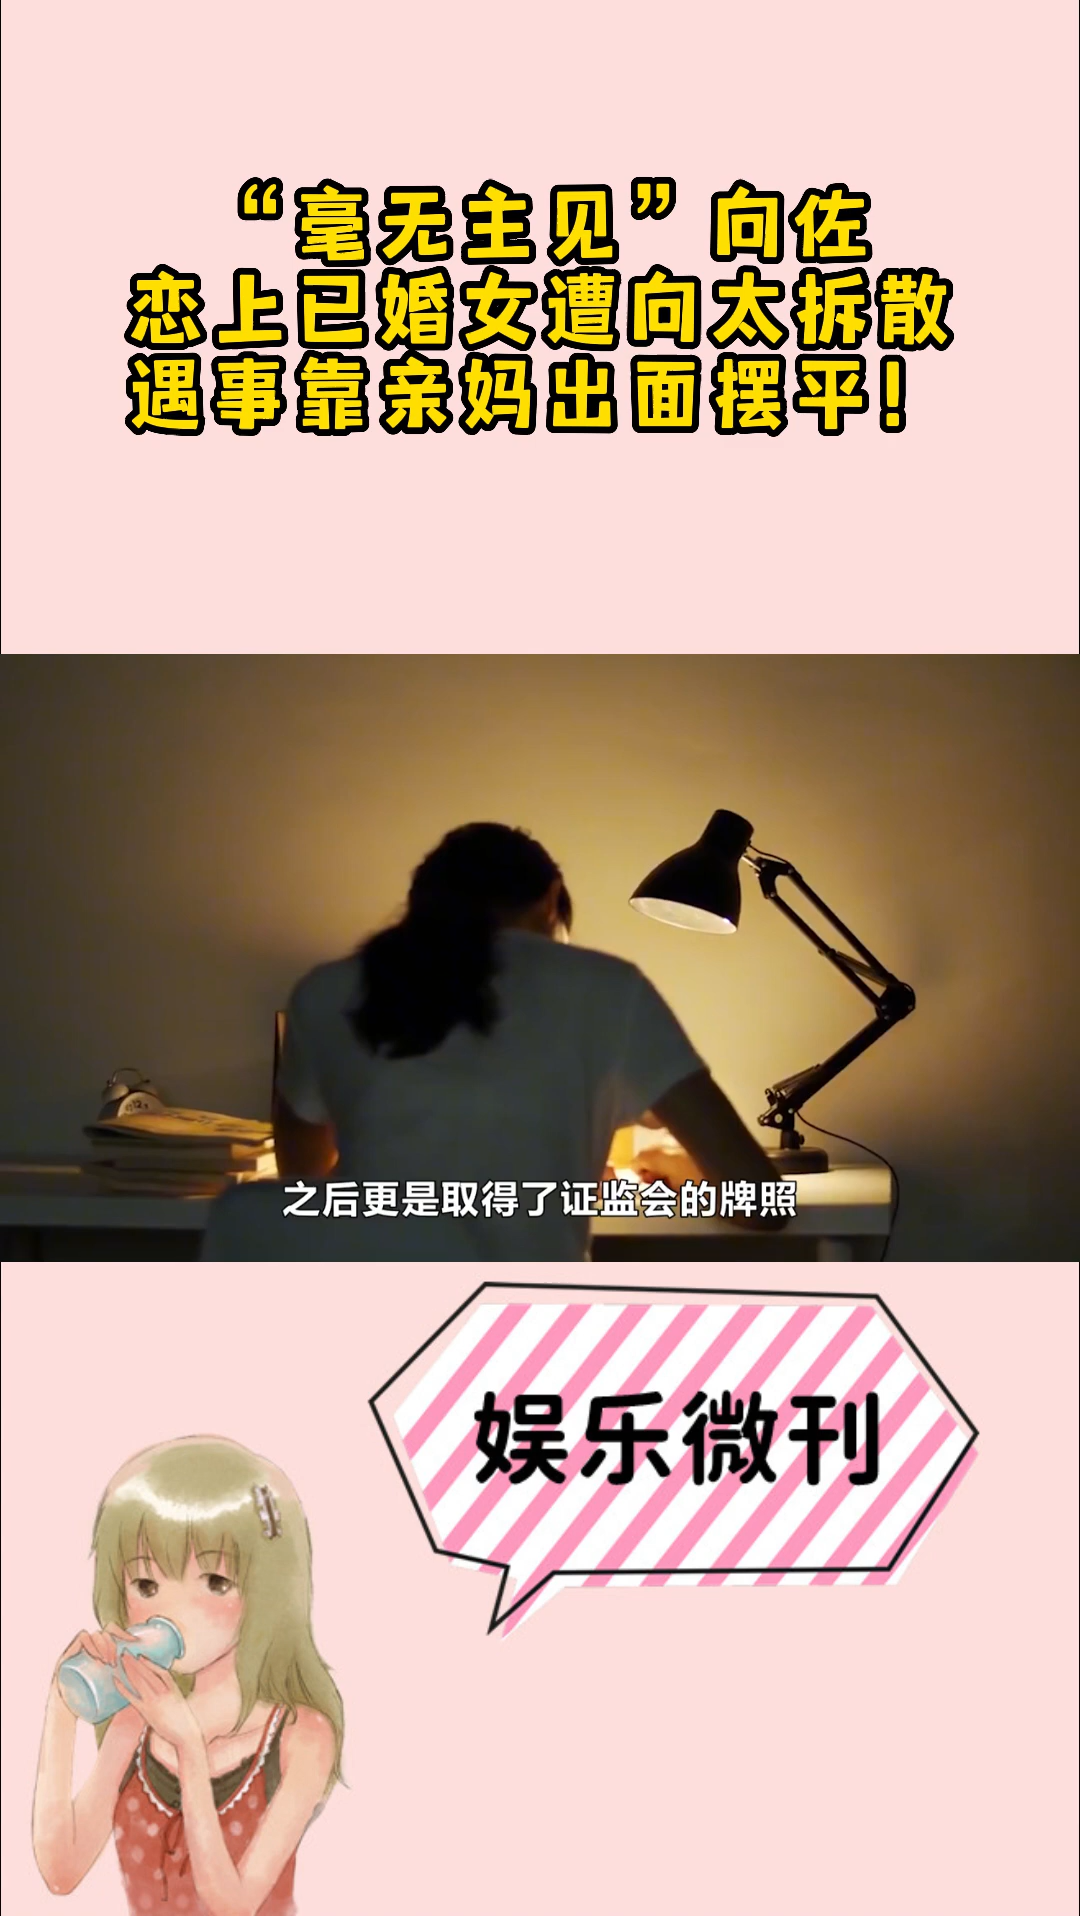 “毫无主见”向佐
恋上已婚女遭向太拆散
遇事靠亲妈出面摆平！
之后更是取得了证监会的牌照
娱乐微刊